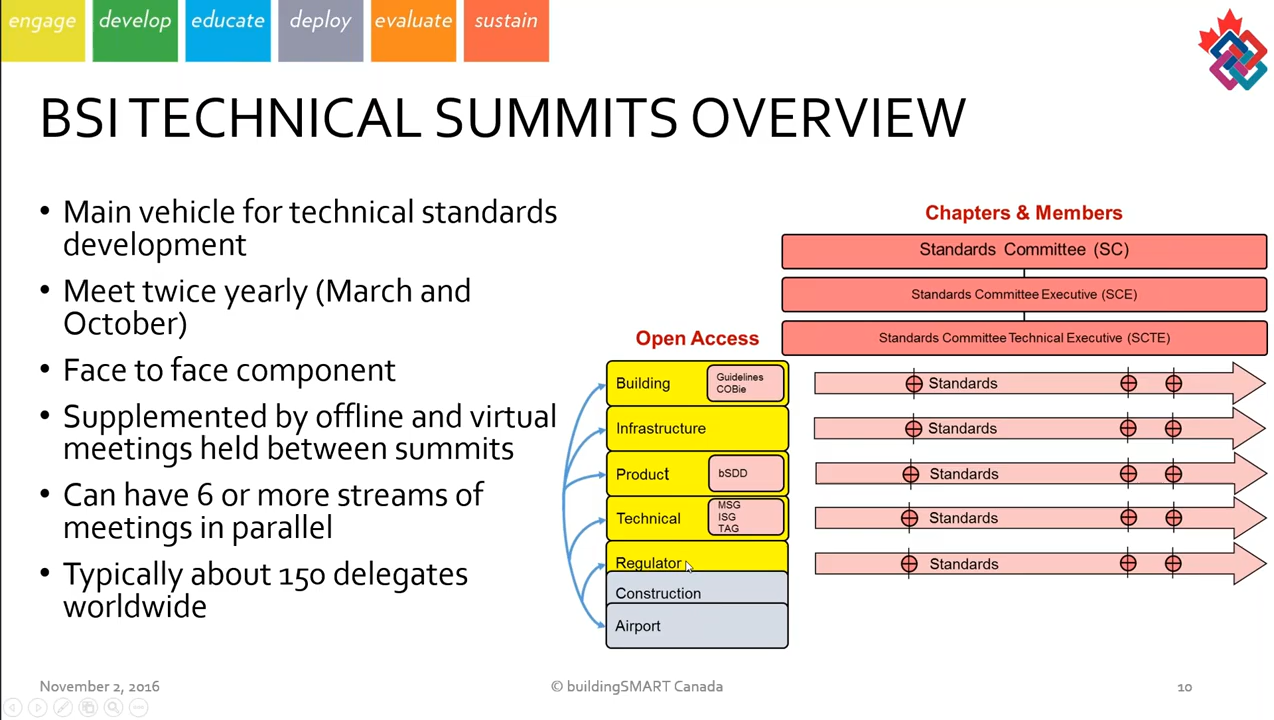 engage develop educate deploy evaluate sustain
BSI TECHNICAL SUMMITS OVERVIEW
• Main vehicle for technical standards
development
• Meet twice yearly (March and
October)
• Face to face component
• Supplemented by offline and virtual
meetings held between summits
• Can have 6 or more streams of
meetings in parallel
• Typically about 150 delegates
worldwide
Chapters & Members
Standards Committee (SC)
Standards Committee Executive (SCE)
Standards Committee Technical Executive (SCTE)
Open Access
Building
Guidelines
COBie
Standards
Infrastructure
Standards
Product
bSDD
Standards
Technical
MSG
ISG
TAG
Standards
Regulator
Standards
Construction
Airport
November 2, 2016
© buildingSMART Canada
10